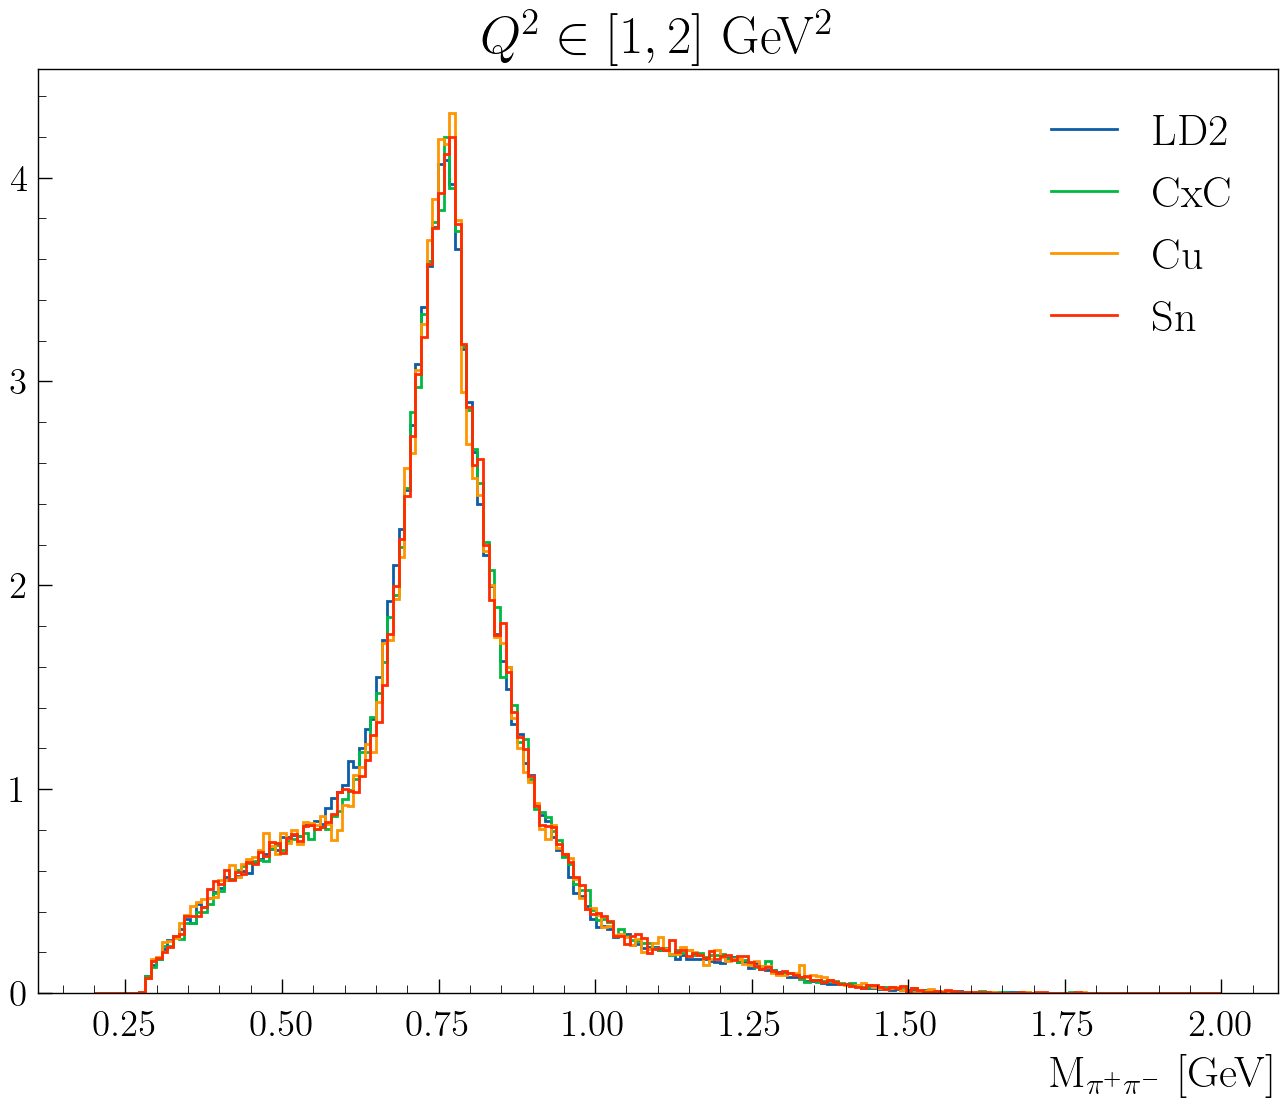 Q² ∈ [1, 2] GeV²
LD2
CxC
Cu
Sn
4
3
2
1
0
0.25 0.50 0.75 1.00 1.25 1.50 1.75 2.00
M_π⁺π⁻ [GeV]